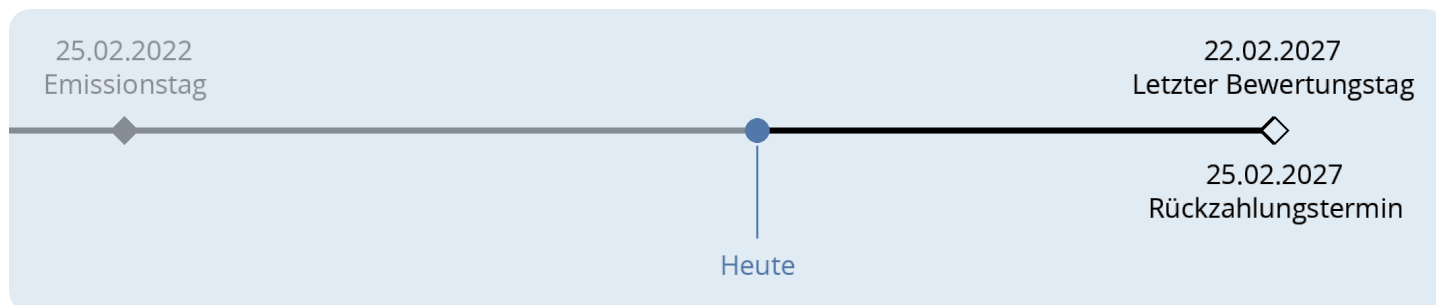 25.02.2022
Emissionstag
22.02.2027
Letzter Bewertungstag
25.02.2027
Rückzahlungstermin
Heute